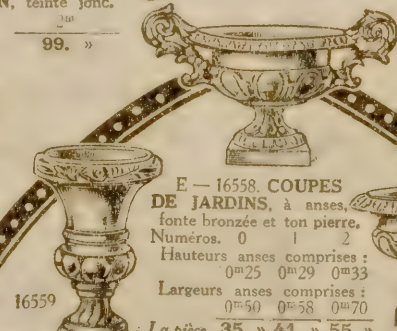 N, teinte jonc.
99. »
E — 16558. COUPES
DE JARDINS, à anses,
fonte bronzée et ton pierre.
Numéros. 0 1 2
Hauteurs anses comprises :
0m25 0m29 0m33
Largeurs anses comprises :
0m50 0m58 0m70
La pièce. 35. » 41. » 55. »
16559